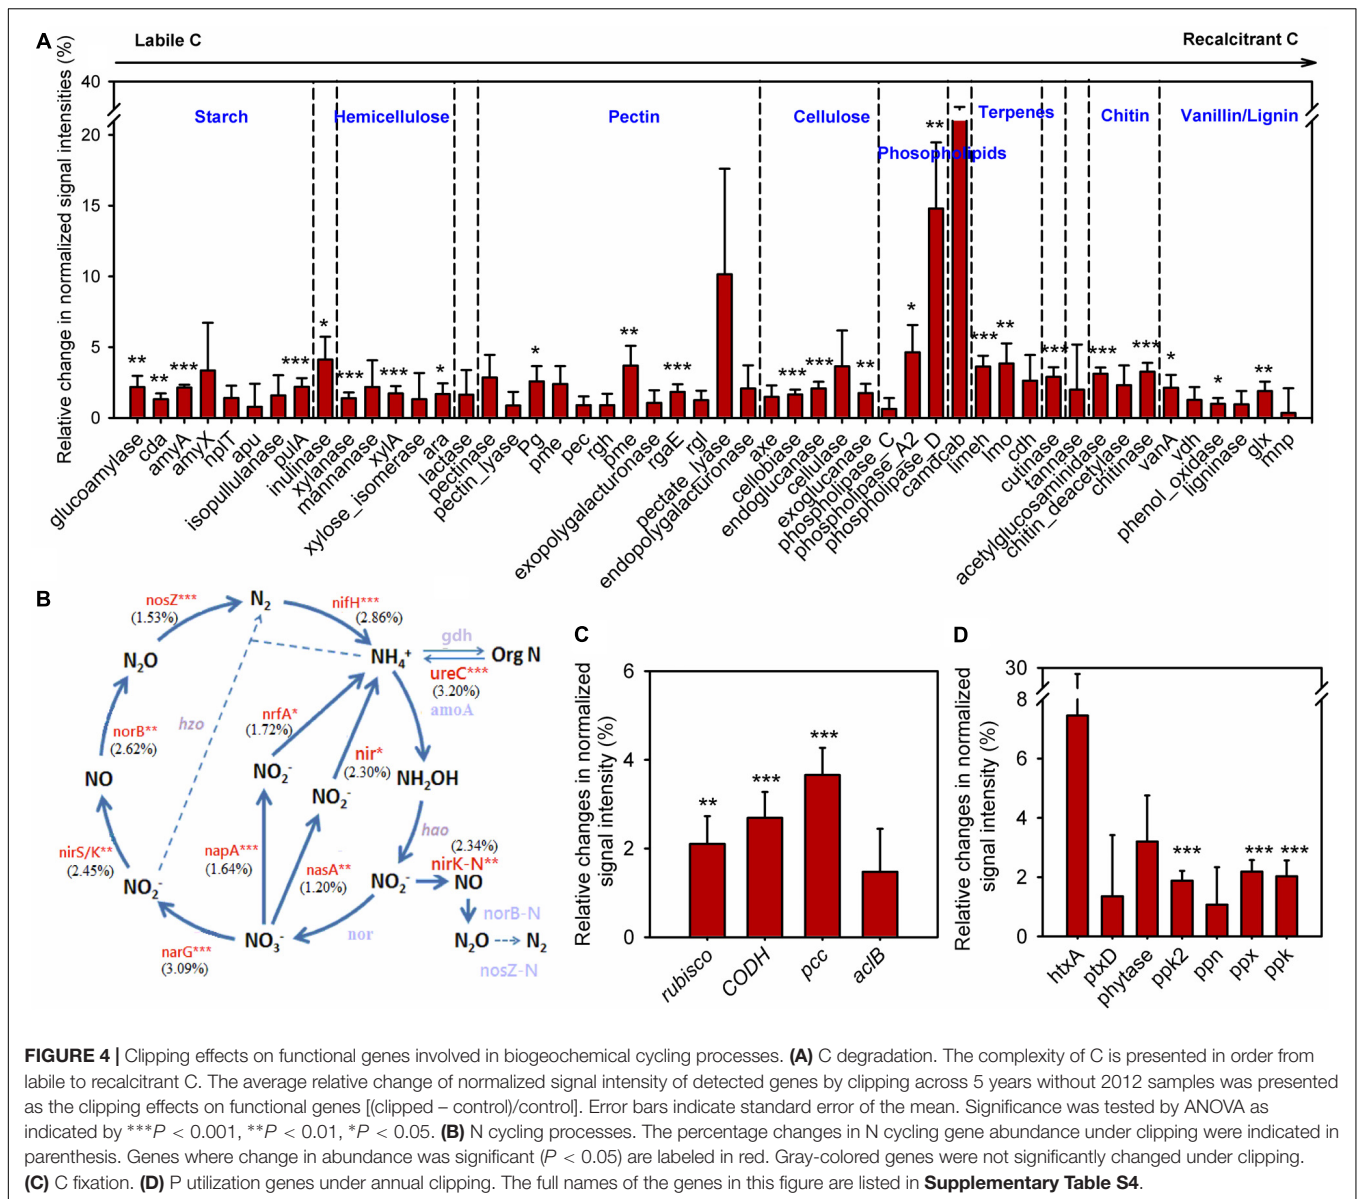 A
Labile C
Recalcitrant C
Relative change in normalized signal intensities (%)
40
20
15
10
5
0
Starch
Hemicellulose
Pectin
Cellulose
Phosopholipids
Terpenes
Chitin
Vanillin/Lignin
** ** *** *** * *** *** * * ** *** *** ** * ** *** ** *** *** *** * * **
glucoamylase
cda
amyA
amyX
nplT
apu
isopullulanase
pulA
inulinase
xylanase
mannanase
xylA
xylose_isomerase
ara
lactase
pectinase
pectin_lyase
Pg
pme
pec
rgh
pme
exopolygalacturonase
rgaE
rgl
pectate_lyase
endopolygalacturonase
axe
cellobiase
endoglucanase
cellulase
exoglucanase
phospholipase_C
phospholipase_A2
phospholipase_D
camdcab
limeh
lmo
cdh
cutinase
tannase
acetylglucosaminidase
chitin_deacetylase
chitinase
vanA
vdh
phenol_oxidase
ligninase
glx
mnp
B
nosZ***
(1.53%)
N₂
nifH***
(2.86%)
N₂O
NH₄⁺
gdh
Org N
ureC***
(3.20%)
amoA
norB**
(2.62%)
hzo
nrfA*
(1.72%)
nir*
(2.30%)
NO
NO₂⁻
NO₂⁻
NH₂OH
hao
(2.34%)
nirK-N**
nirS/K**
(2.45%)
napA***
(1.64%)
nasA**
(1.20%)
NO₂⁻
NO₂⁻
NO
norB-N
narG***
(3.09%)
NO₃⁻
nor
N₂O
N₂
nosZ-N
C
Relative changes in normalized
signal intensity (%)
6
4
2
0
**
***
***
rubisco
CODH
pcc
aclB
D
Relative changes in normalized
signal intensity (%)
30
8
6
4
2
0
***
***
***
htxA
ptxD
phytase
ppk2
ppn
ppx
ppk
FIGURE 4 | Clipping effects on functional genes involved in biogeochemical cycling processes. (A) C degradation. The complexity of C is presented in order from
labile to recalcitrant C. The average relative change of normalized signal intensity of detected genes by clipping across 5 years without 2012 samples was presented
as the clipping effects on functional genes [(clipped – control)/control]. Error bars indicate standard error of the mean. Significance was tested by ANOVA as
indicated by ***P < 0.001, **P < 0.01, *P < 0.05. (B) N cycling processes. The percentage changes in N cycling gene abundance under clipping were indicated in
parenthesis. Genes where change in abundance was significant (P < 0.05) are labeled in red. Gray-colored genes were not significantly changed under clipping.
(C) C fixation. (D) P utilization genes under annual clipping. The full names of the genes in this figure are listed in Supplementary Table S4.